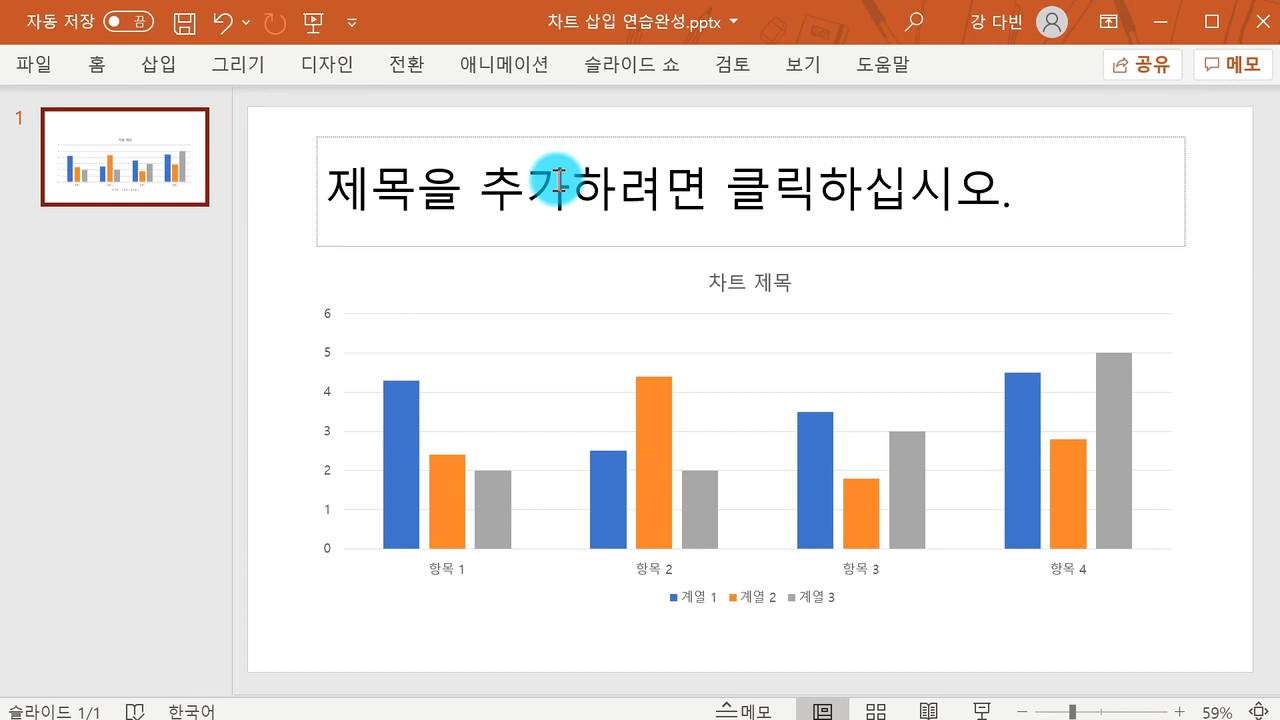 자동 저장 끔 차트 삽입 연습완성.pptx 강 다빈
파일 홈 삽입 그리기 디자인 전환 애니메이션 슬라이드 쇼 검토 보기 도움말 공유 메모
1
제목을 추가하려면 클릭하십시오.
차트 제목
6
5
4
3
2
1
0
항목 1 항목 2 항목 3 항목 4
계열 1 계열 2 계열 3
슬라이드 1/1 한국어 메모 59%